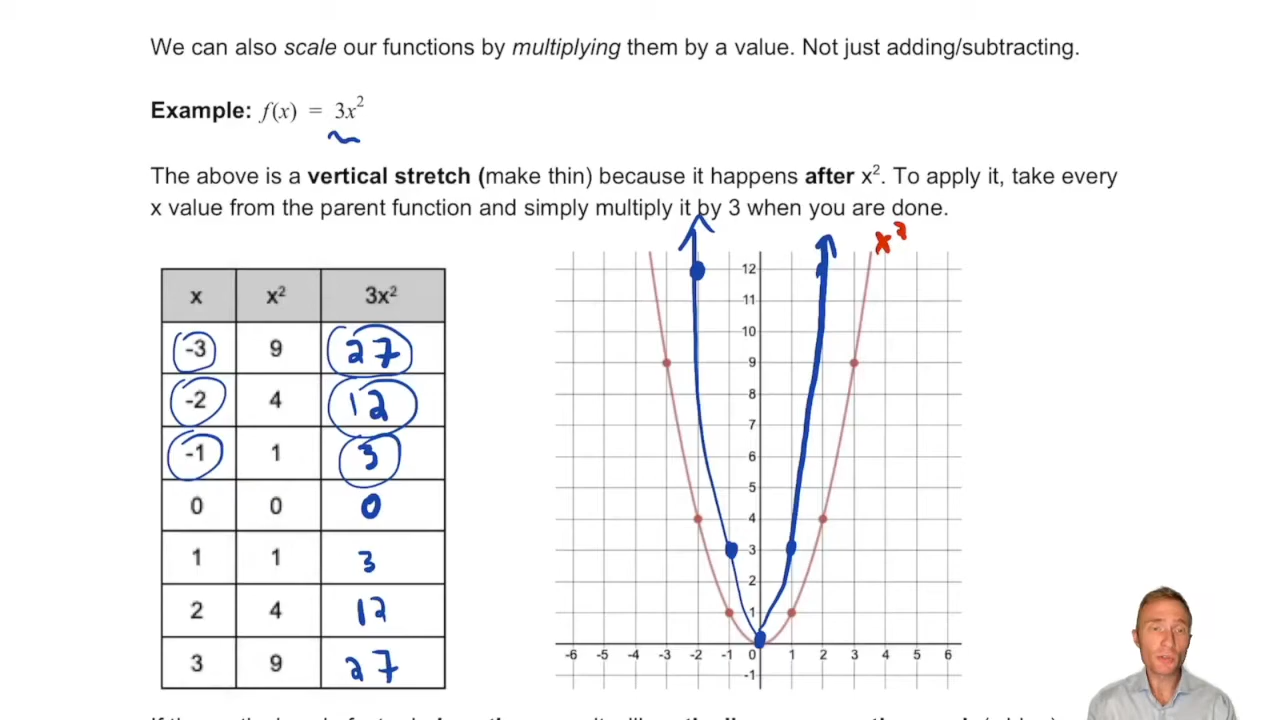 We can also scale our functions by multiplying them by a value. Not just adding/subtracting.
Example: f(x) = 3x²
The above is a vertical stretch (make thin) because it happens after x². To apply it, take every
x value from the parent function and simply multiply it by 3 when you are done.
x²
x x² 3x²
-3 9 27
-2 4 12
-1 1 3
0 0 0
1 1 3
2 4 12
3 9 27
12
11
10
9
8
7
6
5
4
3
2
1
-6 -5 -4 -3 -2 -1 0 1 2 3 4 5 6
-1